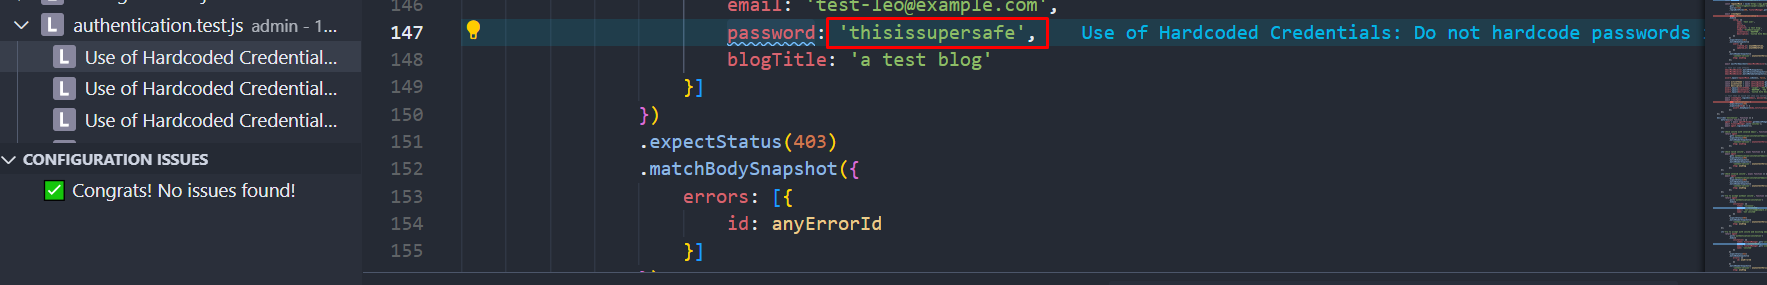 authentication.test.js admin - 1...
L Use of Hardcoded Credential...
L Use of Hardcoded Credential...
L Use of Hardcoded Credential...
CONFIGURATION ISSUES
✅ Congrats! No issues found!
146 email: 'test-leo@example.com',
147 password: 'thisissupersafe', Use of Hardcoded Credentials: Do not hardcode passwords
148 blogTitle: 'a test blog'
149 }]
150 })
151 .expectStatus(403)
152 .matchBodySnapshot({
153 errors: [{
154 id: anyErrorId
155 }]